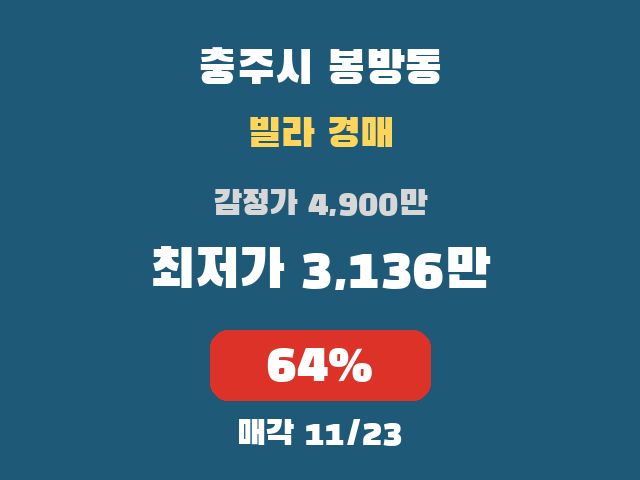 충주시 봉방동
빌라 경매
감정가 4,900만
최저가 3,136만
64%
매각 11/23